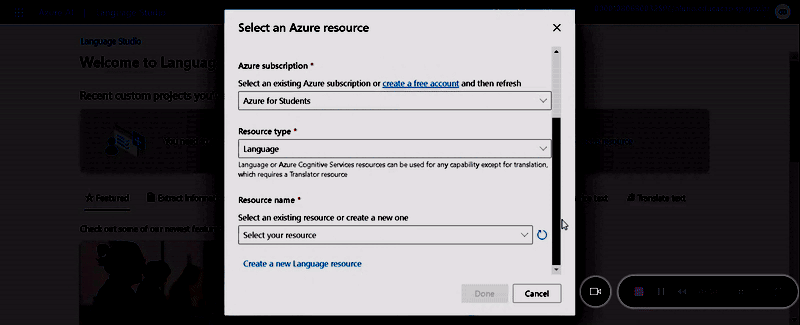 Select an Azure resource
Language Studio
Welcome to Langua
Azure subscription *
Select an existing Azure subscription or create a free account and then refresh
Recent custom projects you
Azure for Students
Resource type *
Language
Language or Azure Cognitive Services resources can be used for any capability except for translation,
which requires a Translator resource
Featured
Extract informa
Translate text
Resource name *
Select an existing resource or create a new one
Check out some of our newest featur
Select your resource
Create a new Language resource
Done
Cancel